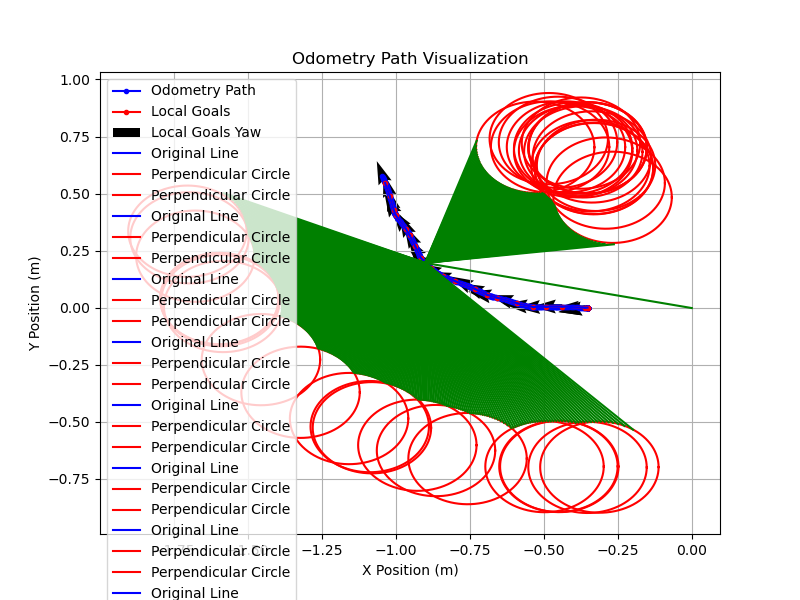 Odometry Path Visualization
1.00
0.75
0.50
0.25
0.00
−0.25
−0.50
−0.75
Y Position (m)
Odometry Path
Local Goals
Local Goals Yaw
Original Line
Perpendicular Circle
Perpendicular Circle
Original Line
Perpendicular Circle
Perpendicular Circle
Original Line
Perpendicular Circle
Perpendicular Circle
Original Line
Perpendicular Circle
Perpendicular Circle
Original Line
Perpendicular Circle
Perpendicular Circle
Original Line
Perpendicular Circle
Perpendicular Circle
Original Line
Perpendicular Circle
Perpendicular Circle
Original Line
−1.25 −1.00 −0.75 −0.50 −0.25 0.00
X Position (m)